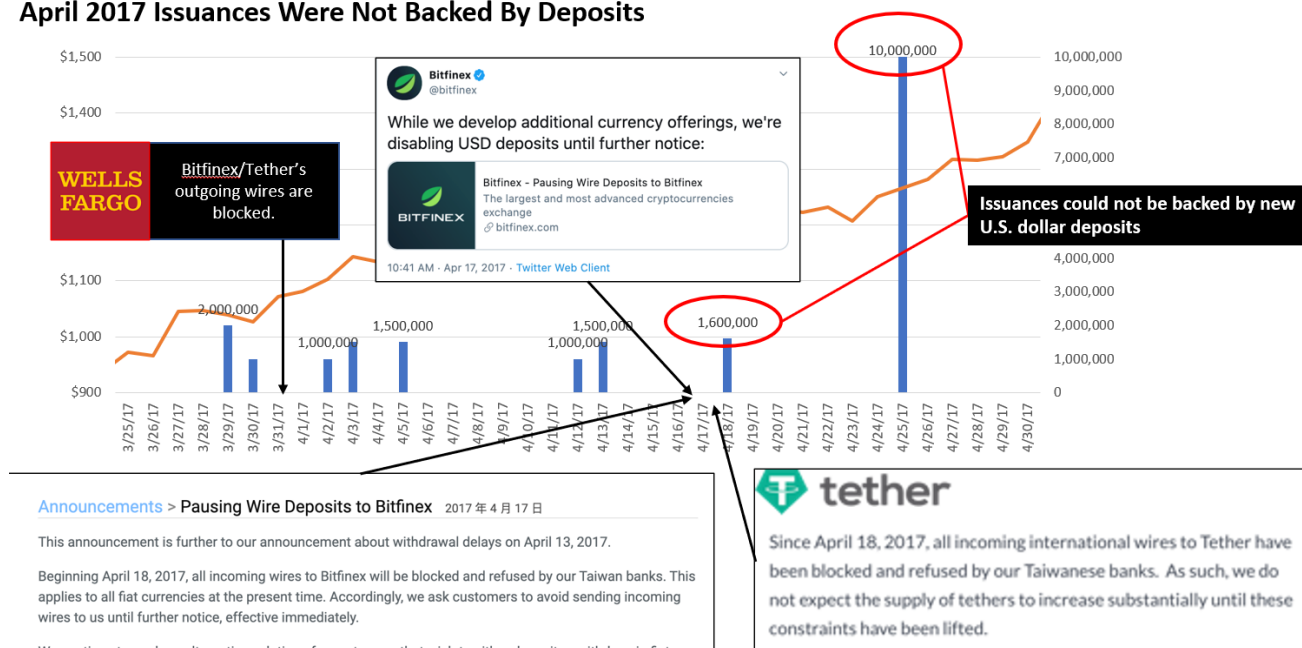 April 2017 Issuances Were Not Backed By Deposits
$1,500
$1,400
$1,100
$1,000
$900
10,000,000
9,000,000
8,000,000
7,000,000
4,000,000
3,000,000
2,000,000
1,000,000
0
WELLS
FARGO
Bitfinex/Tether's
outgoing wires are
blocked.
Bitfinex
@bitfinex
While we develop additional currency offerings, we're
disabling USD deposits until further notice:
BITFINEX
Bitfinex - Pausing Wire Deposits to Bitfinex
The largest and most advanced cryptocurrencies
exchange
bitfinex.com
10:41 AM · Apr 17, 2017 · Twitter Web Client
10,000,000
Issuances could not be backed by new
U.S. dollar deposits
2,000,000
1,000,000
1,500,000
1,000,000
1,500,000
1,600,000
3/25/17
3/26/17
3/27/17
3/28/17
3/29/17
3/30/17
3/31/17
4/1/17
4/2/17
4/3/17
4/4/17
4/5/17
4/6/17
4/7/17
4/8/17
4/9/17
4/10/17
4/11/17
4/12/17
4/13/17
4/14/17
4/15/17
4/16/17
4/17/17
4/18/17
4/19/17
4/20/17
4/21/17
4/22/17
4/23/17
4/24/17
4/25/17
4/26/17
4/27/17
4/28/17
4/29/17
4/30/17
Announcements > Pausing Wire Deposits to Bitfinex 2017 年 4 月 17 日
This announcement is further to our announcement about withdrawal delays on April 13, 2017.
Beginning April 18, 2017, all incoming wires to Bitfinex will be blocked and refused by our Taiwan banks. This
applies to all fiat currencies at the present time. Accordingly, we ask customers to avoid sending incoming
wires to us until further notice, effective immediately.
tether
Since April 18, 2017, all incoming international wires to Tether have
been blocked and refused by our Taiwanese banks. As such, we do
not expect the supply of tethers to increase substantially until these
constraints have been lifted.